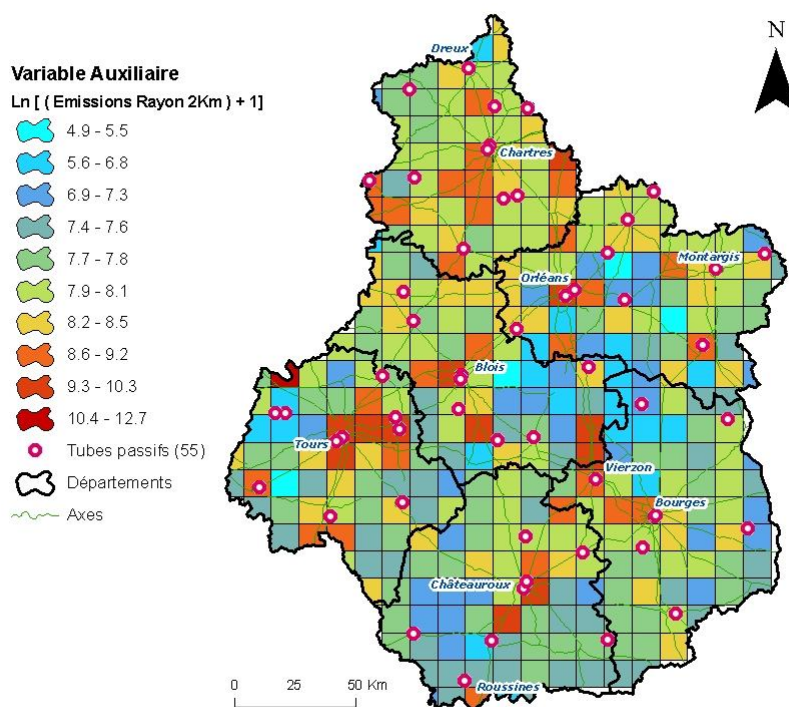 N
Dreux
Variable Auxiliaire
Ln [ ( Emissions Rayon 2Km ) + 1]
4.9 - 5.5
5.6 - 6.8
6.9 - 7.3
7.4 - 7.6
7.7 - 7.8
7.9 - 8.1
8.2 - 8.5
8.6 - 9.2
9.3 - 10.3
10.4 - 12.7
Tubes passifs (55)
Départements
Axes
Chartres
Montargis
Orléans
Blois
Tours
Vierzon
Bourges
Châteauroux
Roussines
0 25 50 Km